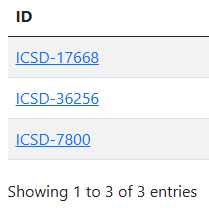 ID
ICSD-17668
ICSD-36256
ICSD-7800
Showing 1 to 3 of 3 entries